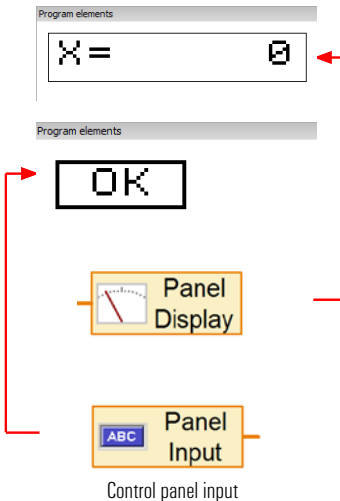 Program elements
X= 0
Program elements
OK
Panel
Display
ABC
Panel
Input
Control panel input